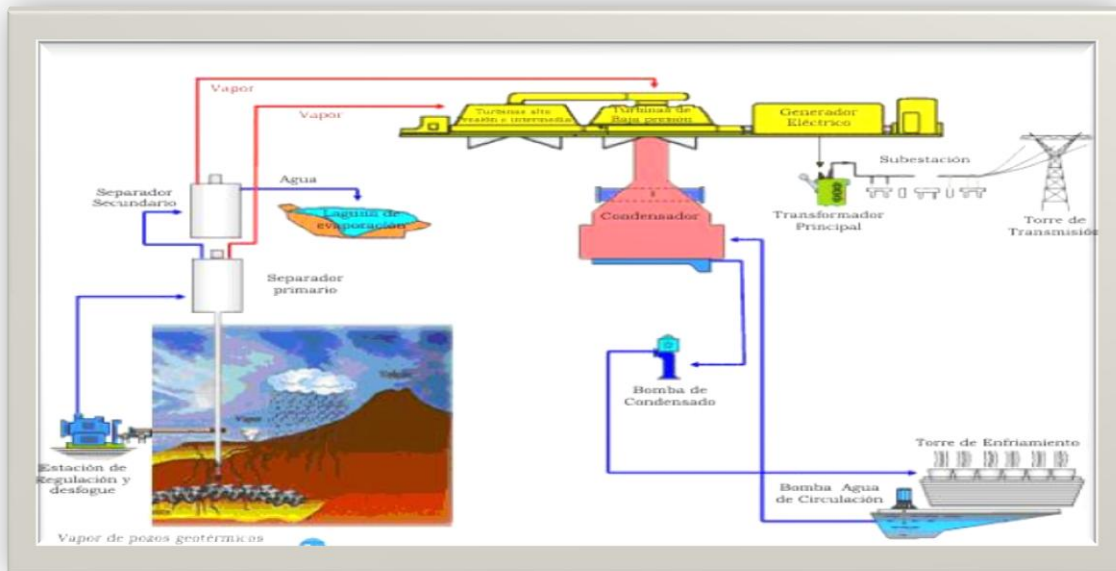 Vapor
Vapor
Turbinas alta
presión e intermedia
Turbinas de
Baja presión
Generador
Eléctrico
Subestación
Separador
Secundario
Agua
Laguna de
evaporación
Condensador
Transformador
Principal
Torre de
Transmisión
Separador
primario
Vapor
Bomba de
Condensado
Torre de Enfriamiento
Estación de
Regulación y
desfogue
Bomba Agua
de Circulación
Vapor de pozos geotérmicos